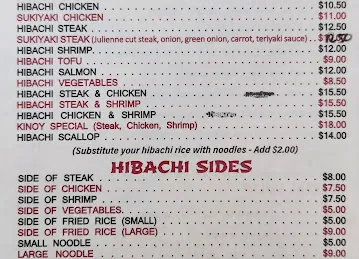 HIBACHI CHICKEN $10.50
SUKIYAKI CHICKEN $11.00
HIBACHI STEAK $12.50
SUKIYAKI STEAK (Julienne cut steak, onion, green onion, carrot, teriyaki sauce)
HIBACHI SHRIMP $12.00
HIBACHI TOFU $9.00
HIBACHI SALMON $12.00
HIBACHI VEGETABLES $8.50
HIBACHI STEAK & CHICKEN $15.50
HIBACHI STEAK & SHRIMP $15.50
HIBACHI CHICKEN & SHRIMP $15.50
KINOY SPECIAL (Steak, Chicken, Shrimp) $18.00
HIBACHI SCALLOP $14.00
(Substitute your hibachi rice with noodles - Add $2.00)
HIBACHI SIDES
SIDE OF STEAK $8.00
SIDE OF CHICKEN $7.50
SIDE OF SHRIMP $7.50
SIDE OF VEGETABLES $5.00
SIDE OF FRIED RICE (SMALL) $5.00
SIDE OF FRIED RICE (LARGE) $9.00
SMALL NOODLE $5.00
LARGE NOODLE $9.00